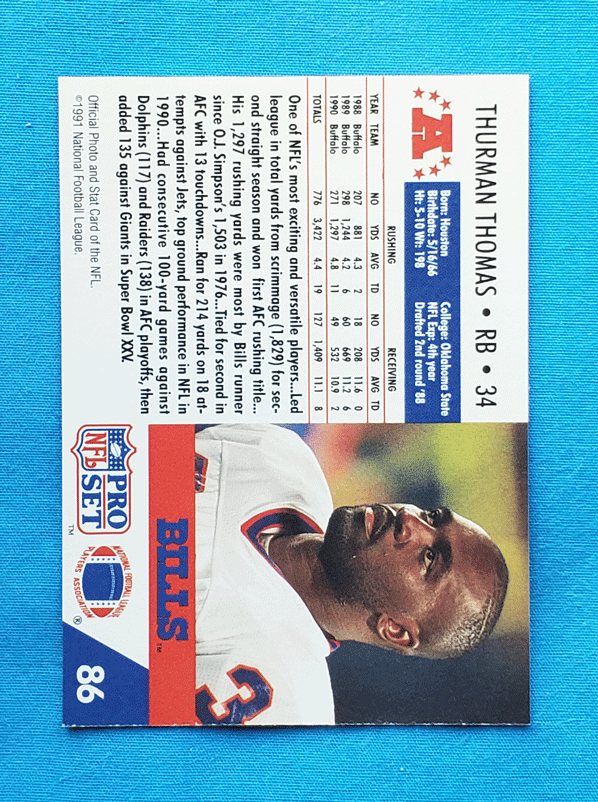 THURMAN THOMAS • RB • 34
A
Born: Houston
Birthdate: 5/16/66
Ht: 5-10 Wt: 198
College: Oklahoma State
NFL Exp: 4th year
Drafted 2nd round '88
RUSHING RECEIVING
YEAR TEAM NO YDS AVG TD NO YDS AVG TD
1988 Buffalo 207 881 4.3 2 18 208 11.6 0
1989 Buffalo 298 1,244 4.2 6 60 669 11.2 6
1990 Buffalo 271 1,297 4.8 11 49 532 10.9 2
TOTALS 776 3,422 4.4 19 127 1,409 11.1 8
One of NFL's most exciting and versatile players...Led
league in total yards from scrimmage (1,829) for sec-
ond straight season and won first AFC rushing title...
His 1,297 rushing yards were most by Bills runner
since O.J. Simpson's 1,503 in 1976...Tied for second in
AFC with 13 touchdowns...Ran for 214 yards on 18 at-
tempts against Jets, top ground performance in NFL in
1990...Had consecutive 100-yard games against
Dolphins (117) and Raiders (138) in AFC playoffs, then
added 135 against Giants in Super Bowl XXV.
Official Photo and Stat Card of the NFL.
©1991 National Football League.
3
BILLS™
PRO
NFL
SET
™
NATIONAL FOOTBALL LEAGUE
PLAYERS ASSOCIATION
®
86